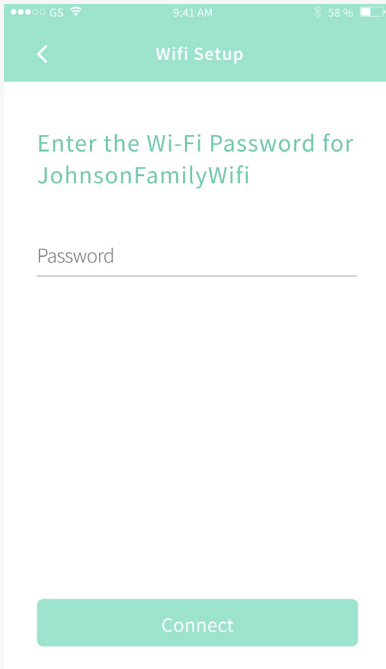 GS 9:41 AM 58 %
Wifi Setup
Enter the Wi-Fi Password for
JohnsonFamilyWifi
Password
Connect